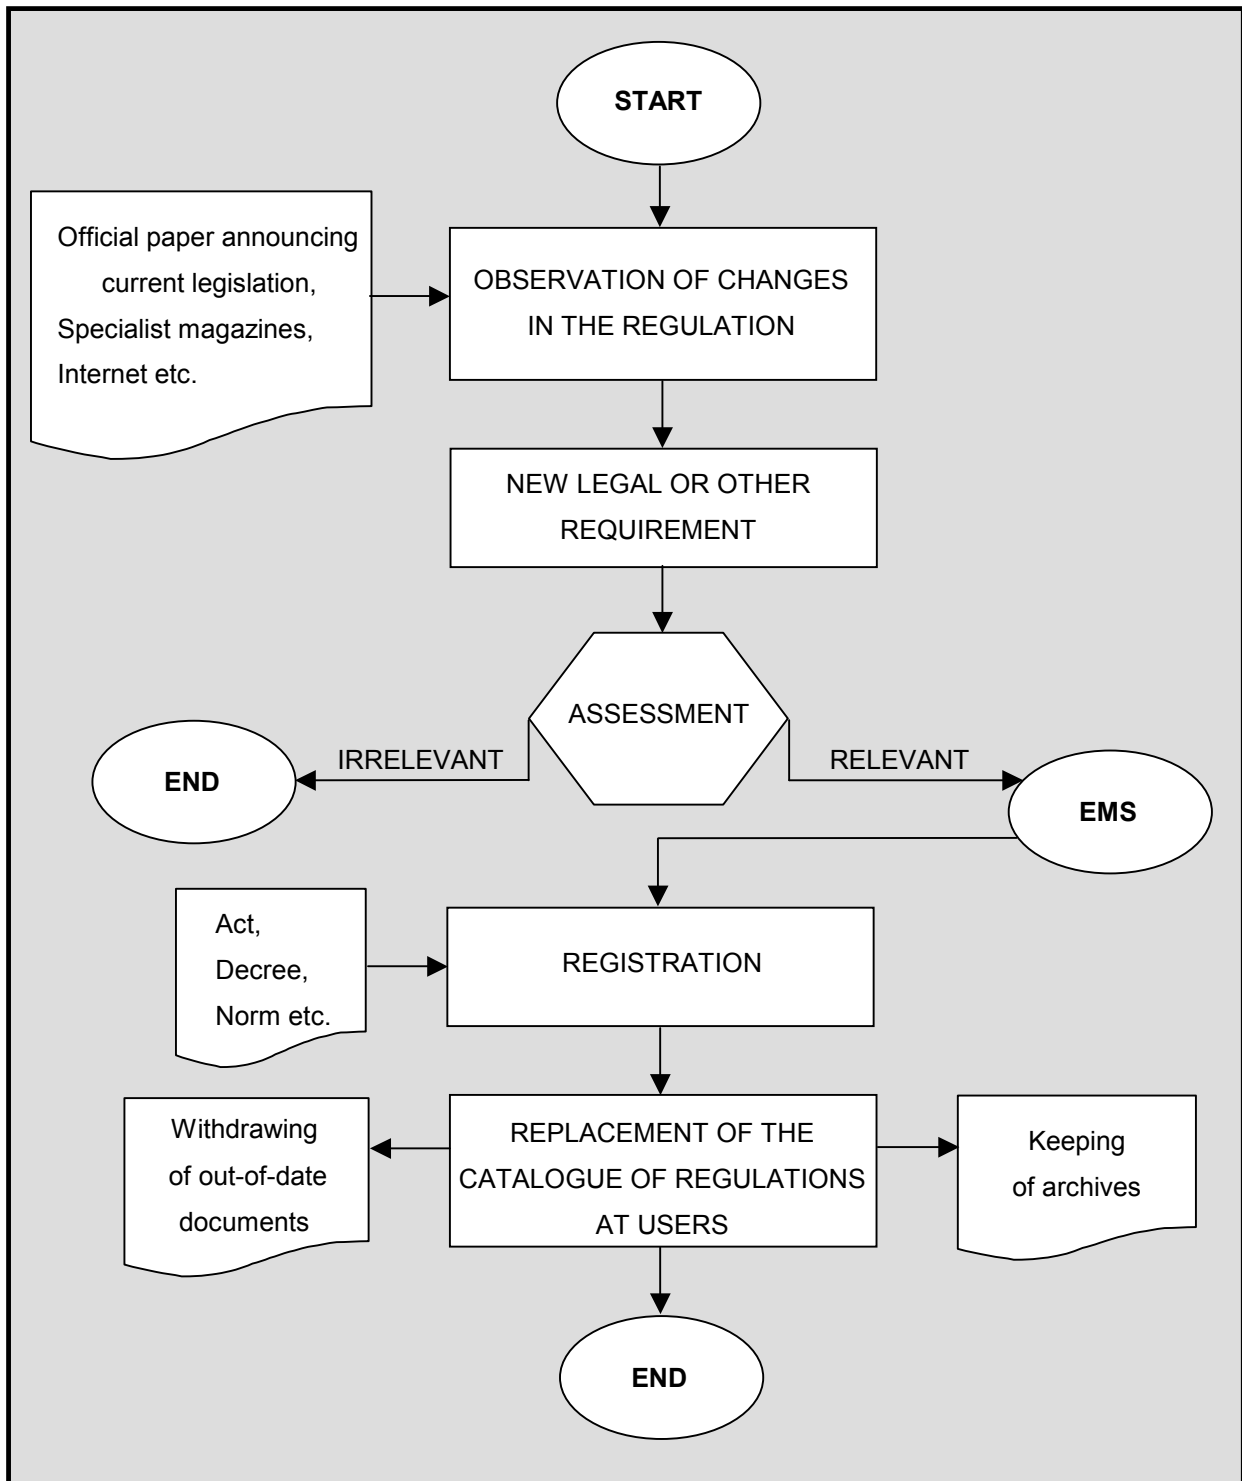 START
Official paper announcing
current legislation,
Specialist magazines,
Internet etc.
OBSERVATION OF CHANGES
IN THE REGULATION
NEW LEGAL OR OTHER
REQUIREMENT
ASSESSMENT
IRRELEVANT
RELEVANT
END
EMS
Act,
Decree,
Norm etc.
REGISTRATION
Withdrawing
of out-of-date
documents
REPLACEMENT OF THE
CATALOGUE OF REGULATIONS
AT USERS
Keeping
of archives
END